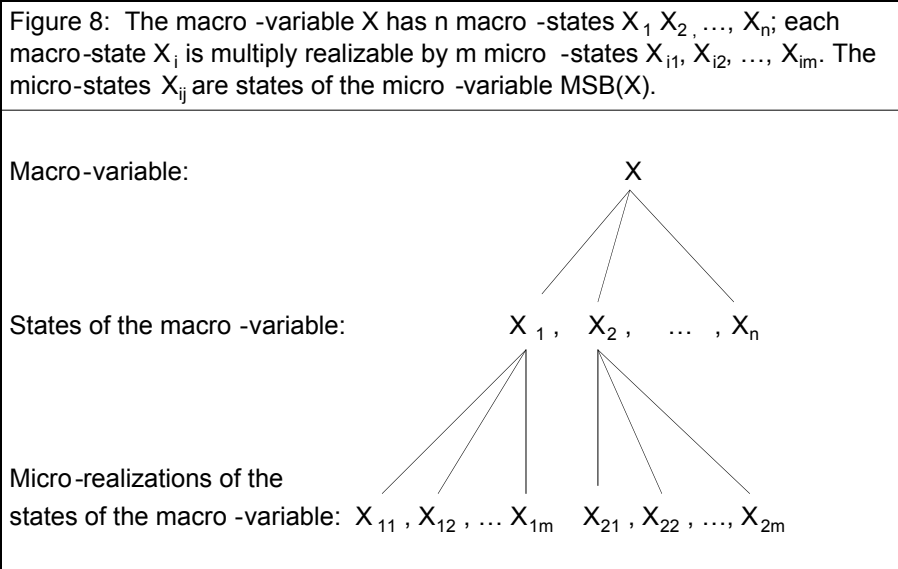 Figure 8: The macro-variable X has n macro-states X₁ X₂, …, Xₙ; each
macro-state Xᵢ is multiply realizable by m micro-states Xᵢ₁, Xᵢ₂, …, Xᵢₘ. The
micro-states Xᵢⱼ are states of the micro-variable MSB(X).
Macro-variable: X
States of the macro-variable: X₁, X₂, … , Xₙ
Micro-realizations of the
states of the macro-variable: X₁₁, X₁₂, … X₁ₘ X₂₁, X₂₂, …, X₂ₘ